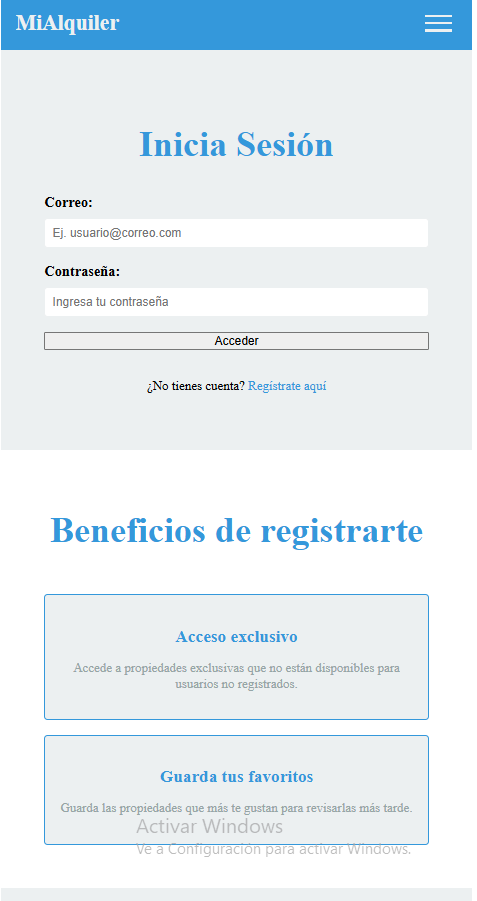 MiAlquiler
Inicia Sesión
Correo:
Ej. usuario@correo.com
Contraseña:
Ingresa tu contraseña
Acceder
¿No tienes cuenta? Regístrate aquí
Beneficios de registrarte
Acceso exclusivo
Accede a propiedades exclusivas que no están disponibles para
usuarios no registrados.
Guarda tus favoritos
Guarda las propiedades que más te gustan para revisarlas más tarde.
Activar Windows
Ve a Configuración para activar Windows.